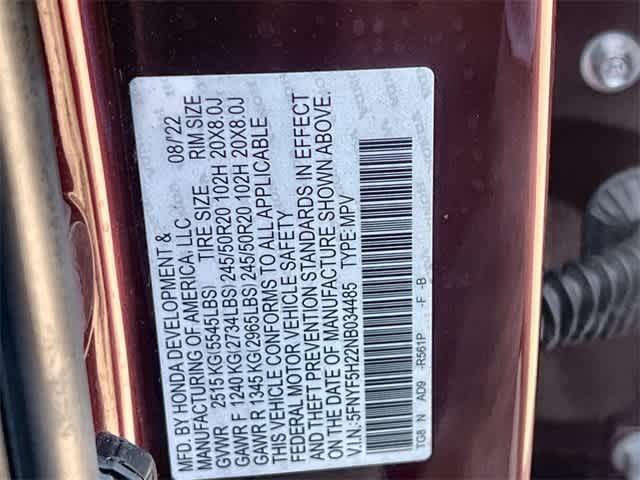 MFD. BY HONDA DEVELOPMENT &
MANUFACTURING OF AMERICA, LLC 08/22
TIRE SIZE RIM SIZE
GVWR 2515 KG(5545LBS)
GAWR F 1240 KG(2734LBS) 245/50R20 102H 20X8.0J
GAWR R 1345 KG(2965LBS) 245/50R20 102H 20X8.0J
THIS VEHICLE CONFORMS TO ALL APPLICABLE
FEDERAL MOTOR VEHICLE SAFETY
AND THEFT PREVENTION STANDARDS IN EFFECT
ON THE DATE OF MANUFACTURE SHOWN ABOVE.
V.I.N.: 5FNYF5H22NB034485 TYPE: MPV
TG8 N AD9 -R561P -F -B